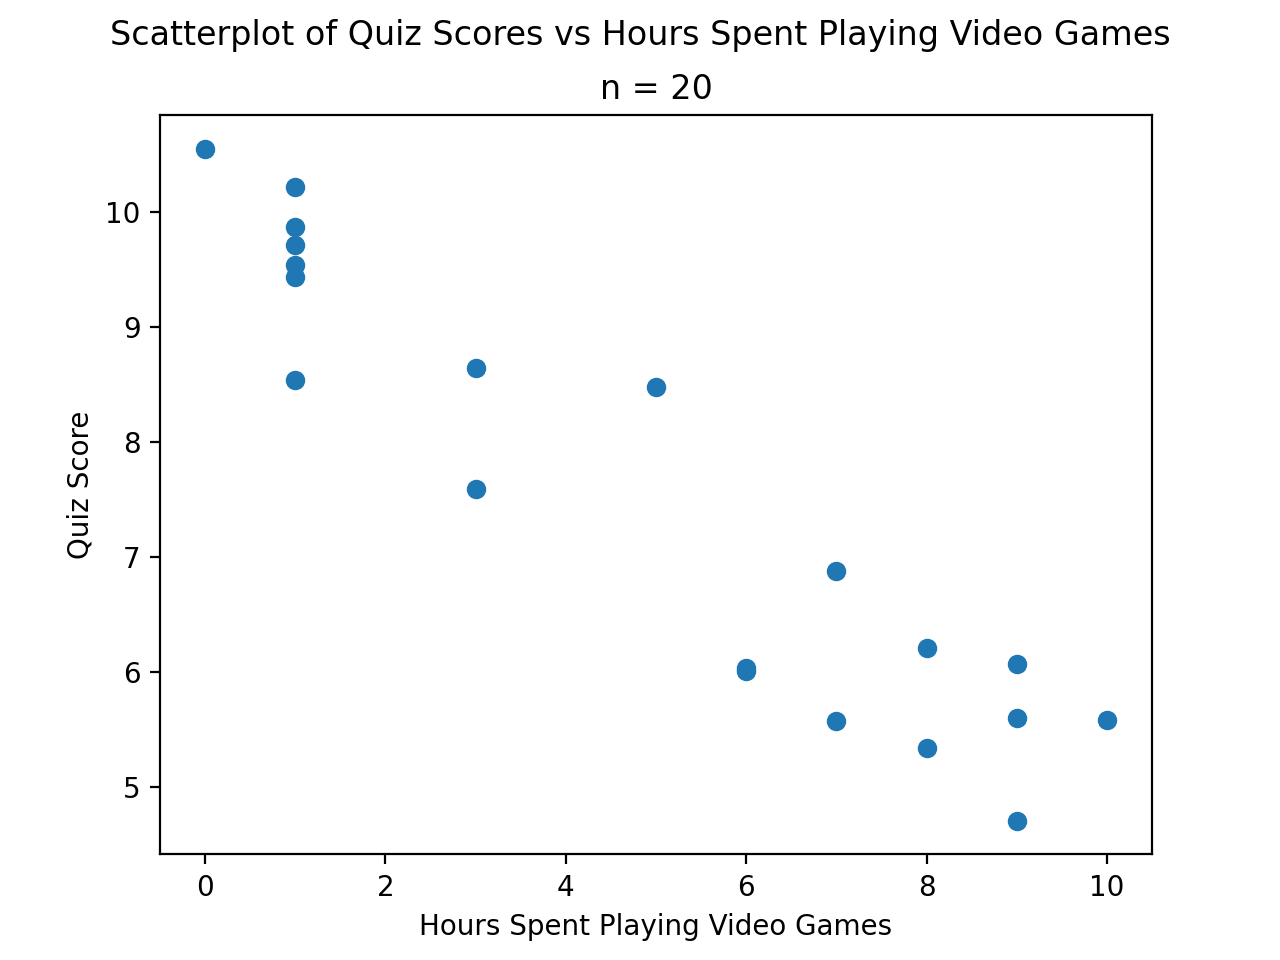 Scatterplot of Quiz Scores vs Hours Spent Playing Video Games
n = 20
10
9
8
7
6
5
Quiz Score
0 2 4 6 8 10
Hours Spent Playing Video Games